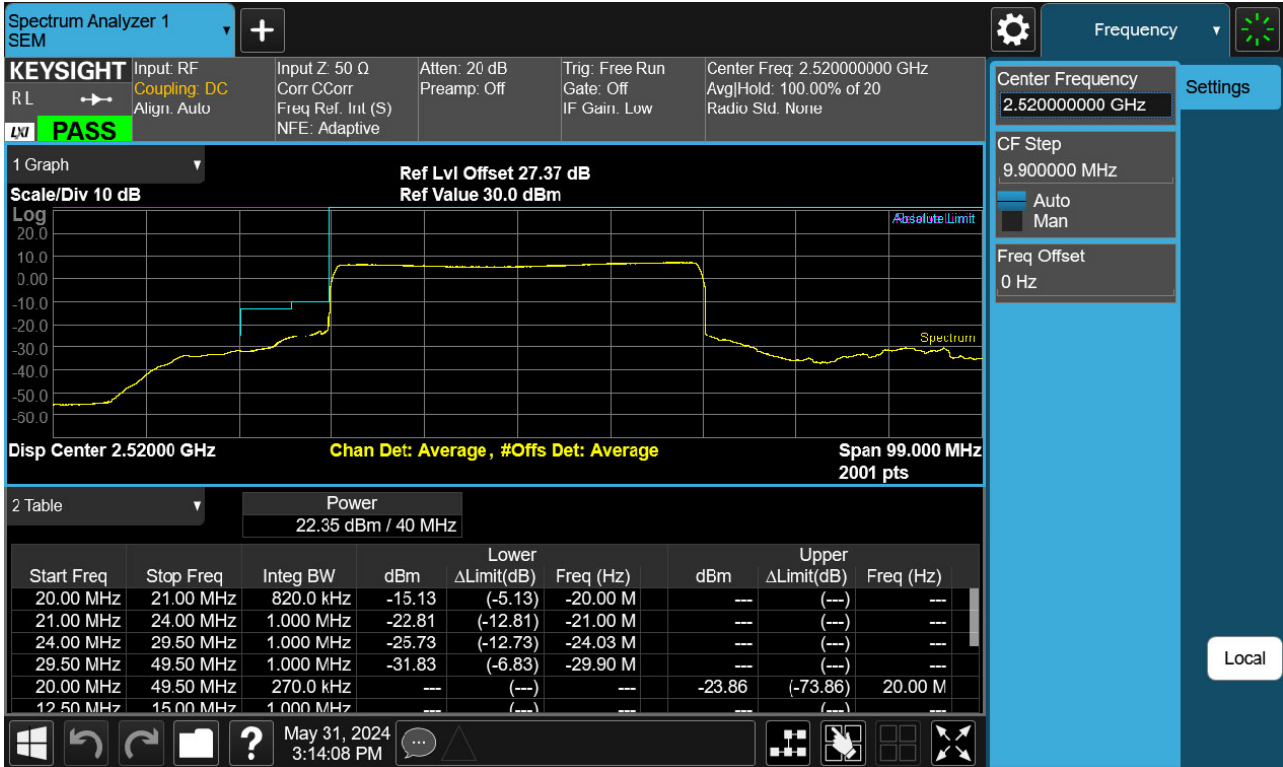 Spectrum Analyzer 1
SEM
Frequency
KEYSIGHT
R L
LXI
PASS
Input: RF
Coupling: DC
Align: Auto
Input Z: 50 Ω
Corr CCorr
Freq Ref: Int (S)
NFE: Adaptive
Atten: 20 dB
Preamp: Off
Trig: Free Run
Gate: Off
IF Gain: Low
Center Freq: 2.520000000 GHz
Avg|Hold: 100.00% of 20
Radio Std: None
Center Frequency
2.520000000 GHz
Settings
CF Step
9.900000 MHz
Auto
Man
Freq Offset
0 Hz
Local
1 Graph
Scale/Div 10 dB
Ref Lvl Offset 27.37 dB
Ref Value 30.0 dBm
Log
Absolute Limit
20.0
10.0
0.00
-10.0
-20.0
-30.0
-40.0
-50.0
-60.0
Spectrum
Disp Center 2.52000 GHz
Chan Det: Average , #Offs Det: Average
Span 99.000 MHz
2001 pts
2 Table
Power
22.35 dBm / 40 MHz
Lower Upper
Start Freq Stop Freq Integ BW dBm ΔLimit(dB) Freq (Hz) dBm ΔLimit(dB) Freq (Hz)
20.00 MHz 21.00 MHz 820.0 kHz -15.13 (-5.13) -20.00 M --- (---) ---
21.00 MHz 24.00 MHz 1.000 MHz -22.81 (-12.81) -21.00 M --- (---) ---
24.00 MHz 29.50 MHz 1.000 MHz -25.73 (-12.73) -24.03 M --- (---) ---
29.50 MHz 49.50 MHz 1.000 MHz -31.83 (-6.83) -29.90 M --- (---) ---
20.00 MHz 49.50 MHz 270.0 kHz --- (---) --- -23.86 (-73.86) 20.00 M
12.50 MHz 15.00 MHz 1.000 MHz --- (---) --- --- (---) ---
May 31, 2024
3:14:08 PM